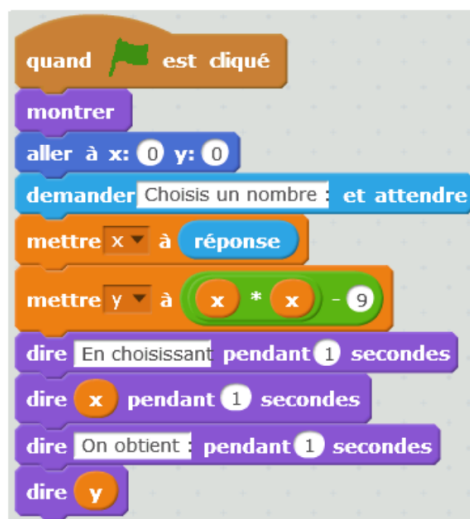 quand est cliqué
montrer
aller à x: 0 y: 0
demander Choisis un nombre : et attendre
mettre x à réponse
mettre y à x * x - 9
dire En choisissant pendant 1 secondes
dire x pendant 1 secondes
dire On obtient : pendant 1 secondes
dire y